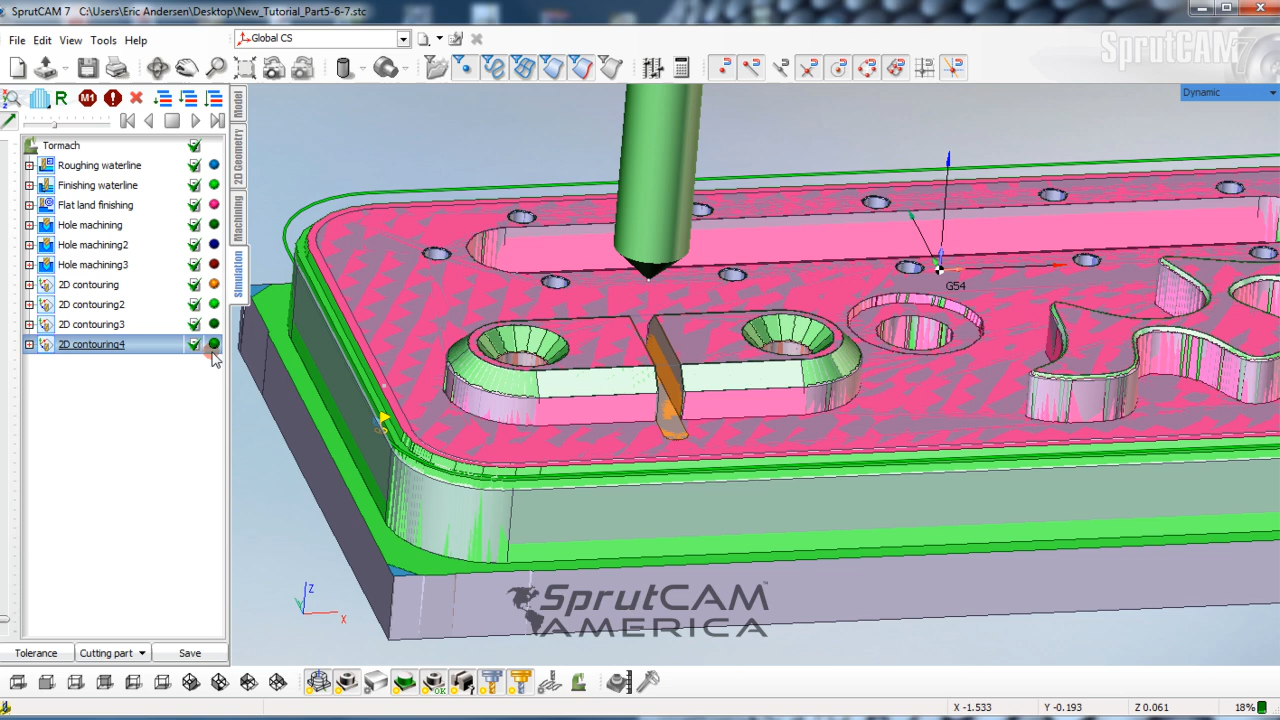 SprutCAM 7 C:\Users\Eric Andersen\Desktop\New_Tutorial_Part5-6-7.stc
File Edit View Tools Help
Global CS
SprutCAM 7
R M1
Dynamic
Model
2D Geometry
Machining
Simulation
Tormach
Roughing waterline
Finishing waterline
Flat land finishing
Hole machining
Hole machining2
Hole machining3
2D contouring
2D contouring2
2D contouring3
2D contouring4
G54
Z
Y
X
SprutCAM™
AMERICA
Tolerance Cutting part Save
OK
X -1.533 Y -0.193 Z 0.061 18%